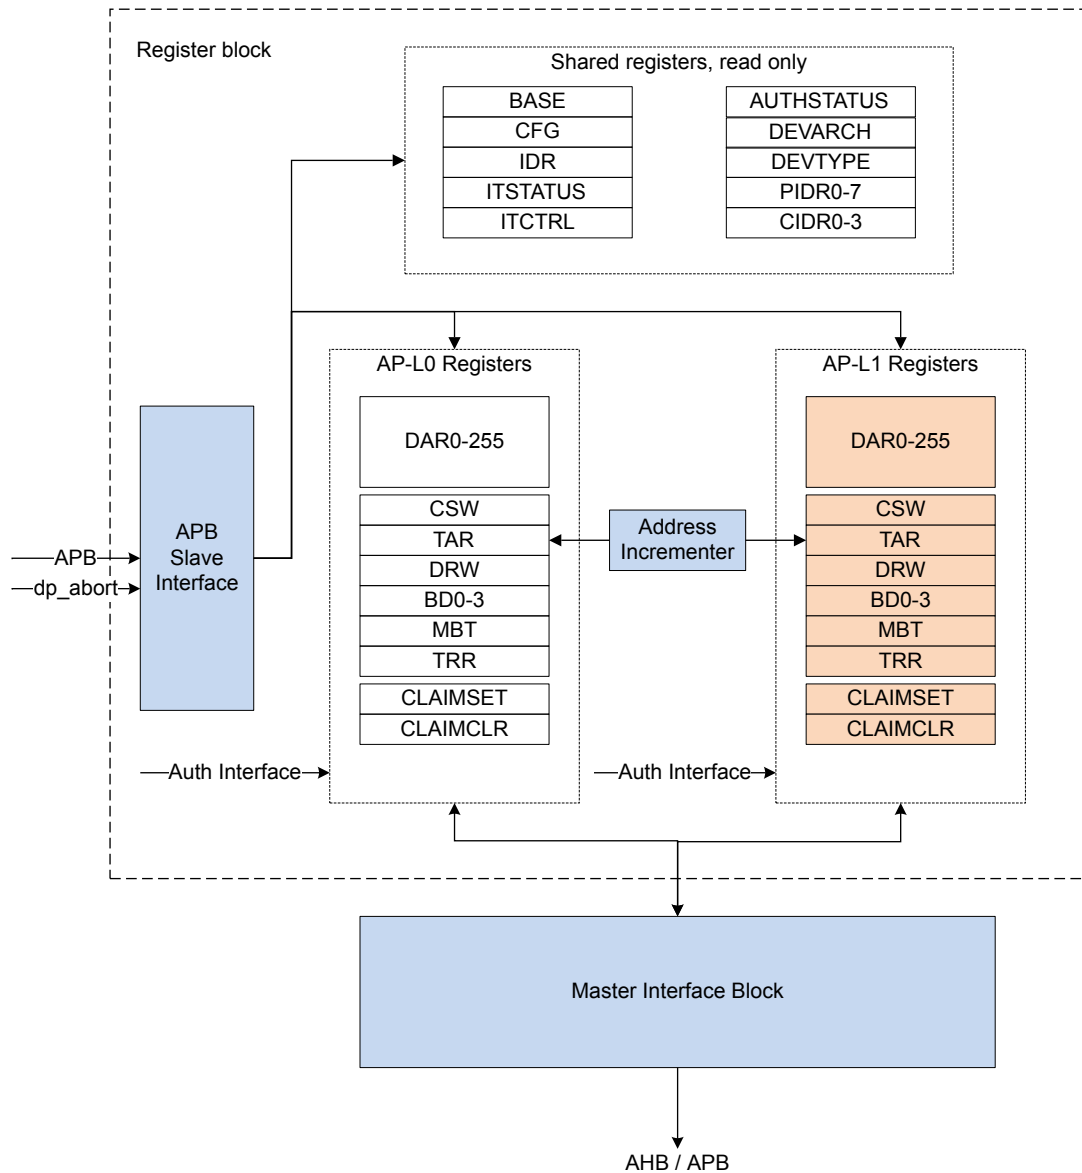 Register block
Shared registers, read only
BASE
CFG
IDR
ITSTATUS
ITCTRL
AUTHSTATUS
DEVARCH
DEVTYPE
PIDR0-7
CIDR0-3
APB
dp_abort
APB
Slave
Interface
AP-L0 Registers
DAR0-255
CSW
TAR
DRW
BD0-3
MBT
TRR
CLAIMSET
CLAIMCLR
Auth Interface
Address
Incrementer
AP-L1 Registers
DAR0-255
CSW
TAR
DRW
BD0-3
MBT
TRR
CLAIMSET
CLAIMCLR
Auth Interface
Master Interface Block
AHB / APB